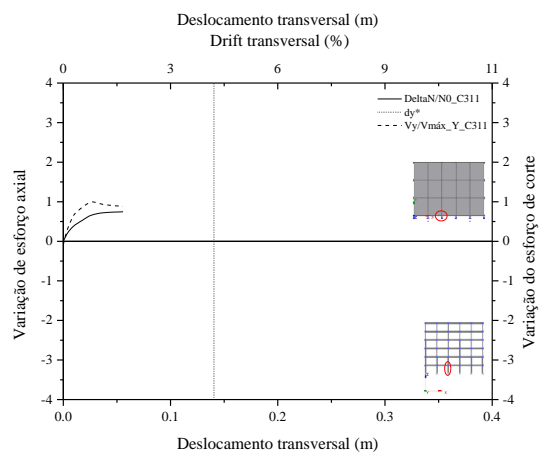 Deslocamento transversal (m)
Drift transversal (%)
0 3 6 8 11
4 4
3 3
2 2
1 1
0 0
-1 -1
-2 -2
-3 -3
-4 -4
DeltaN/N0_C311
dy*
Vy/Vmáx_Y_C311
Variação de esforço axial
Variação do esforço de corte
0.0 0.1 0.2 0.3 0.4
Deslocamento transversal (m)